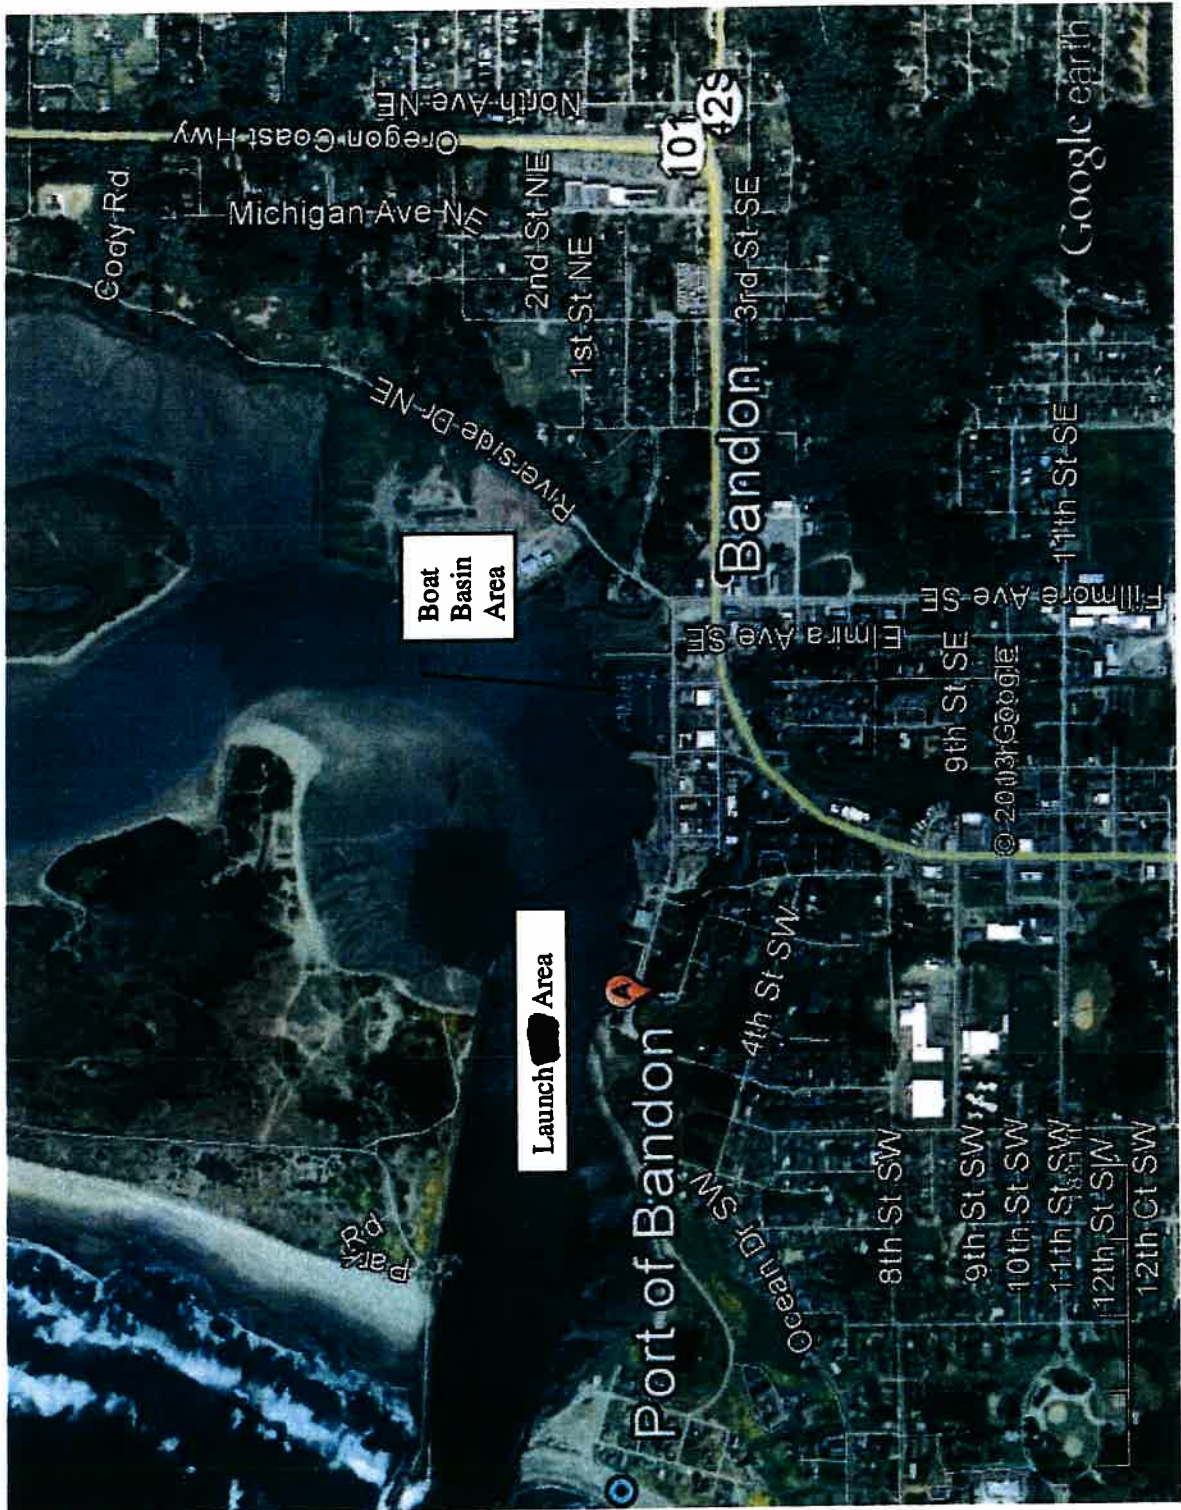 Oregon Coast Hwy
North Ave NE
Cody Rd
Michigan Ave NE
2nd St NE
1st St NE
101
42S
3rd St SE
Riverside Dr NE
Boat
Basin
Area
Bandon
Elmira Ave SE
Fillmore Ave SE
11th St SE
9th St SE
© 2013 Google
Google earth
Launch Area
A
Port of Bandon
4th St SW
Park Rd
Ocean Dr SW
8th St SW
9th St SW
10th St SW
11th St SW
12th St SW
12th Ct SW